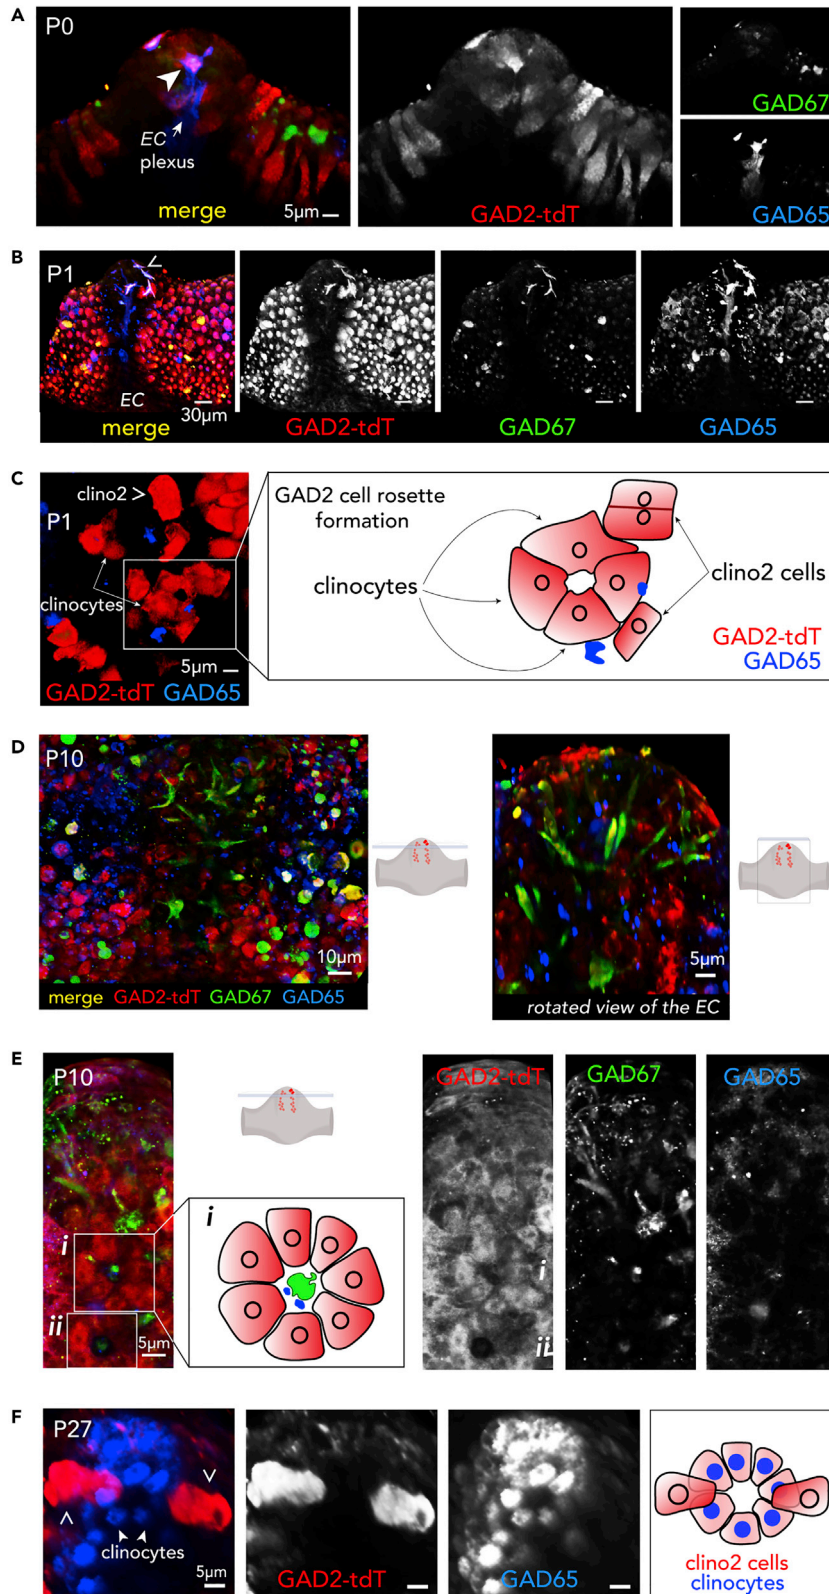 A
P0
EC
plexus
merge
5µm
GAD2-tdT
GAD67
GAD65
B
P1
EC
30µm
merge
GAD2-tdT
GAD67
GAD65
C
P1
clino2
clinocytes
5µm
GAD2-tdT GAD65
GAD2 cell rosette
formation
clinocytes
clino2 cells
GAD2-tdT
GAD65
D
P10
10µm
merge GAD2-tdT GAD67 GAD65
5µm
rotated view of the EC
E
P10
i
ii
5µm
i
GAD2-tdT
i
ii
GAD67
GAD65
F
P27
clinocytes
5µm
GAD2-tdT
GAD65
clino2 cells
clinocytes